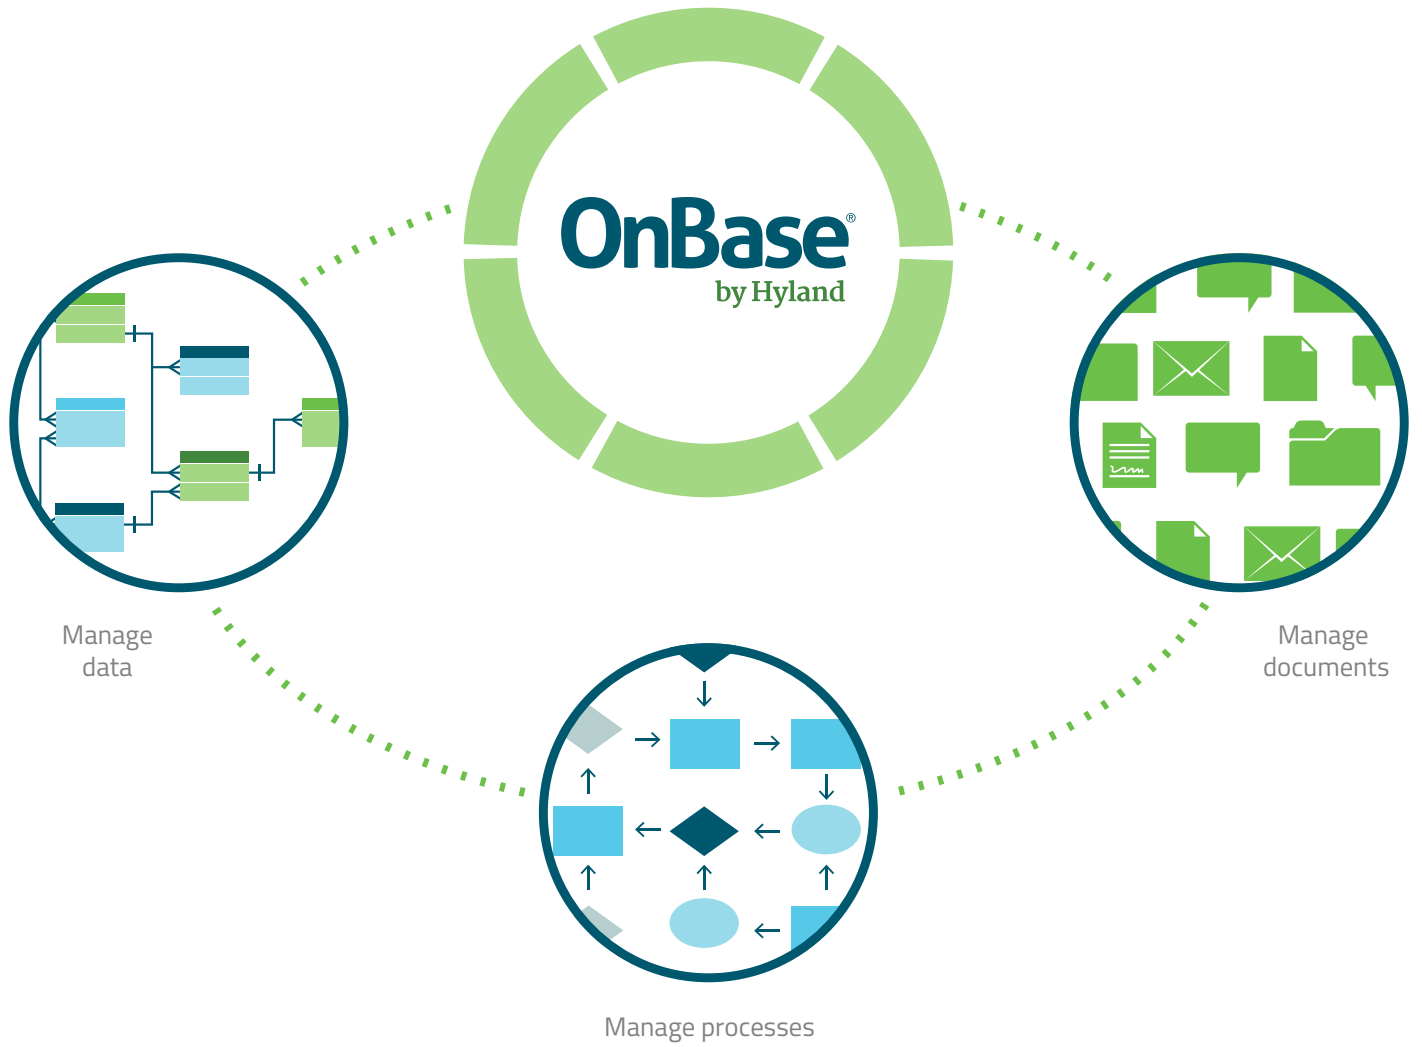 OnBase®
by Hyland
Manage
data
Manage
documents
Manage processes